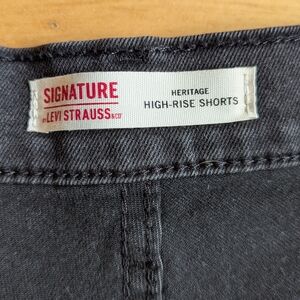 SIGNATURE
BY LEVI STRAUSS &CO
HERITAGE
HIGH-RISE SHORTS